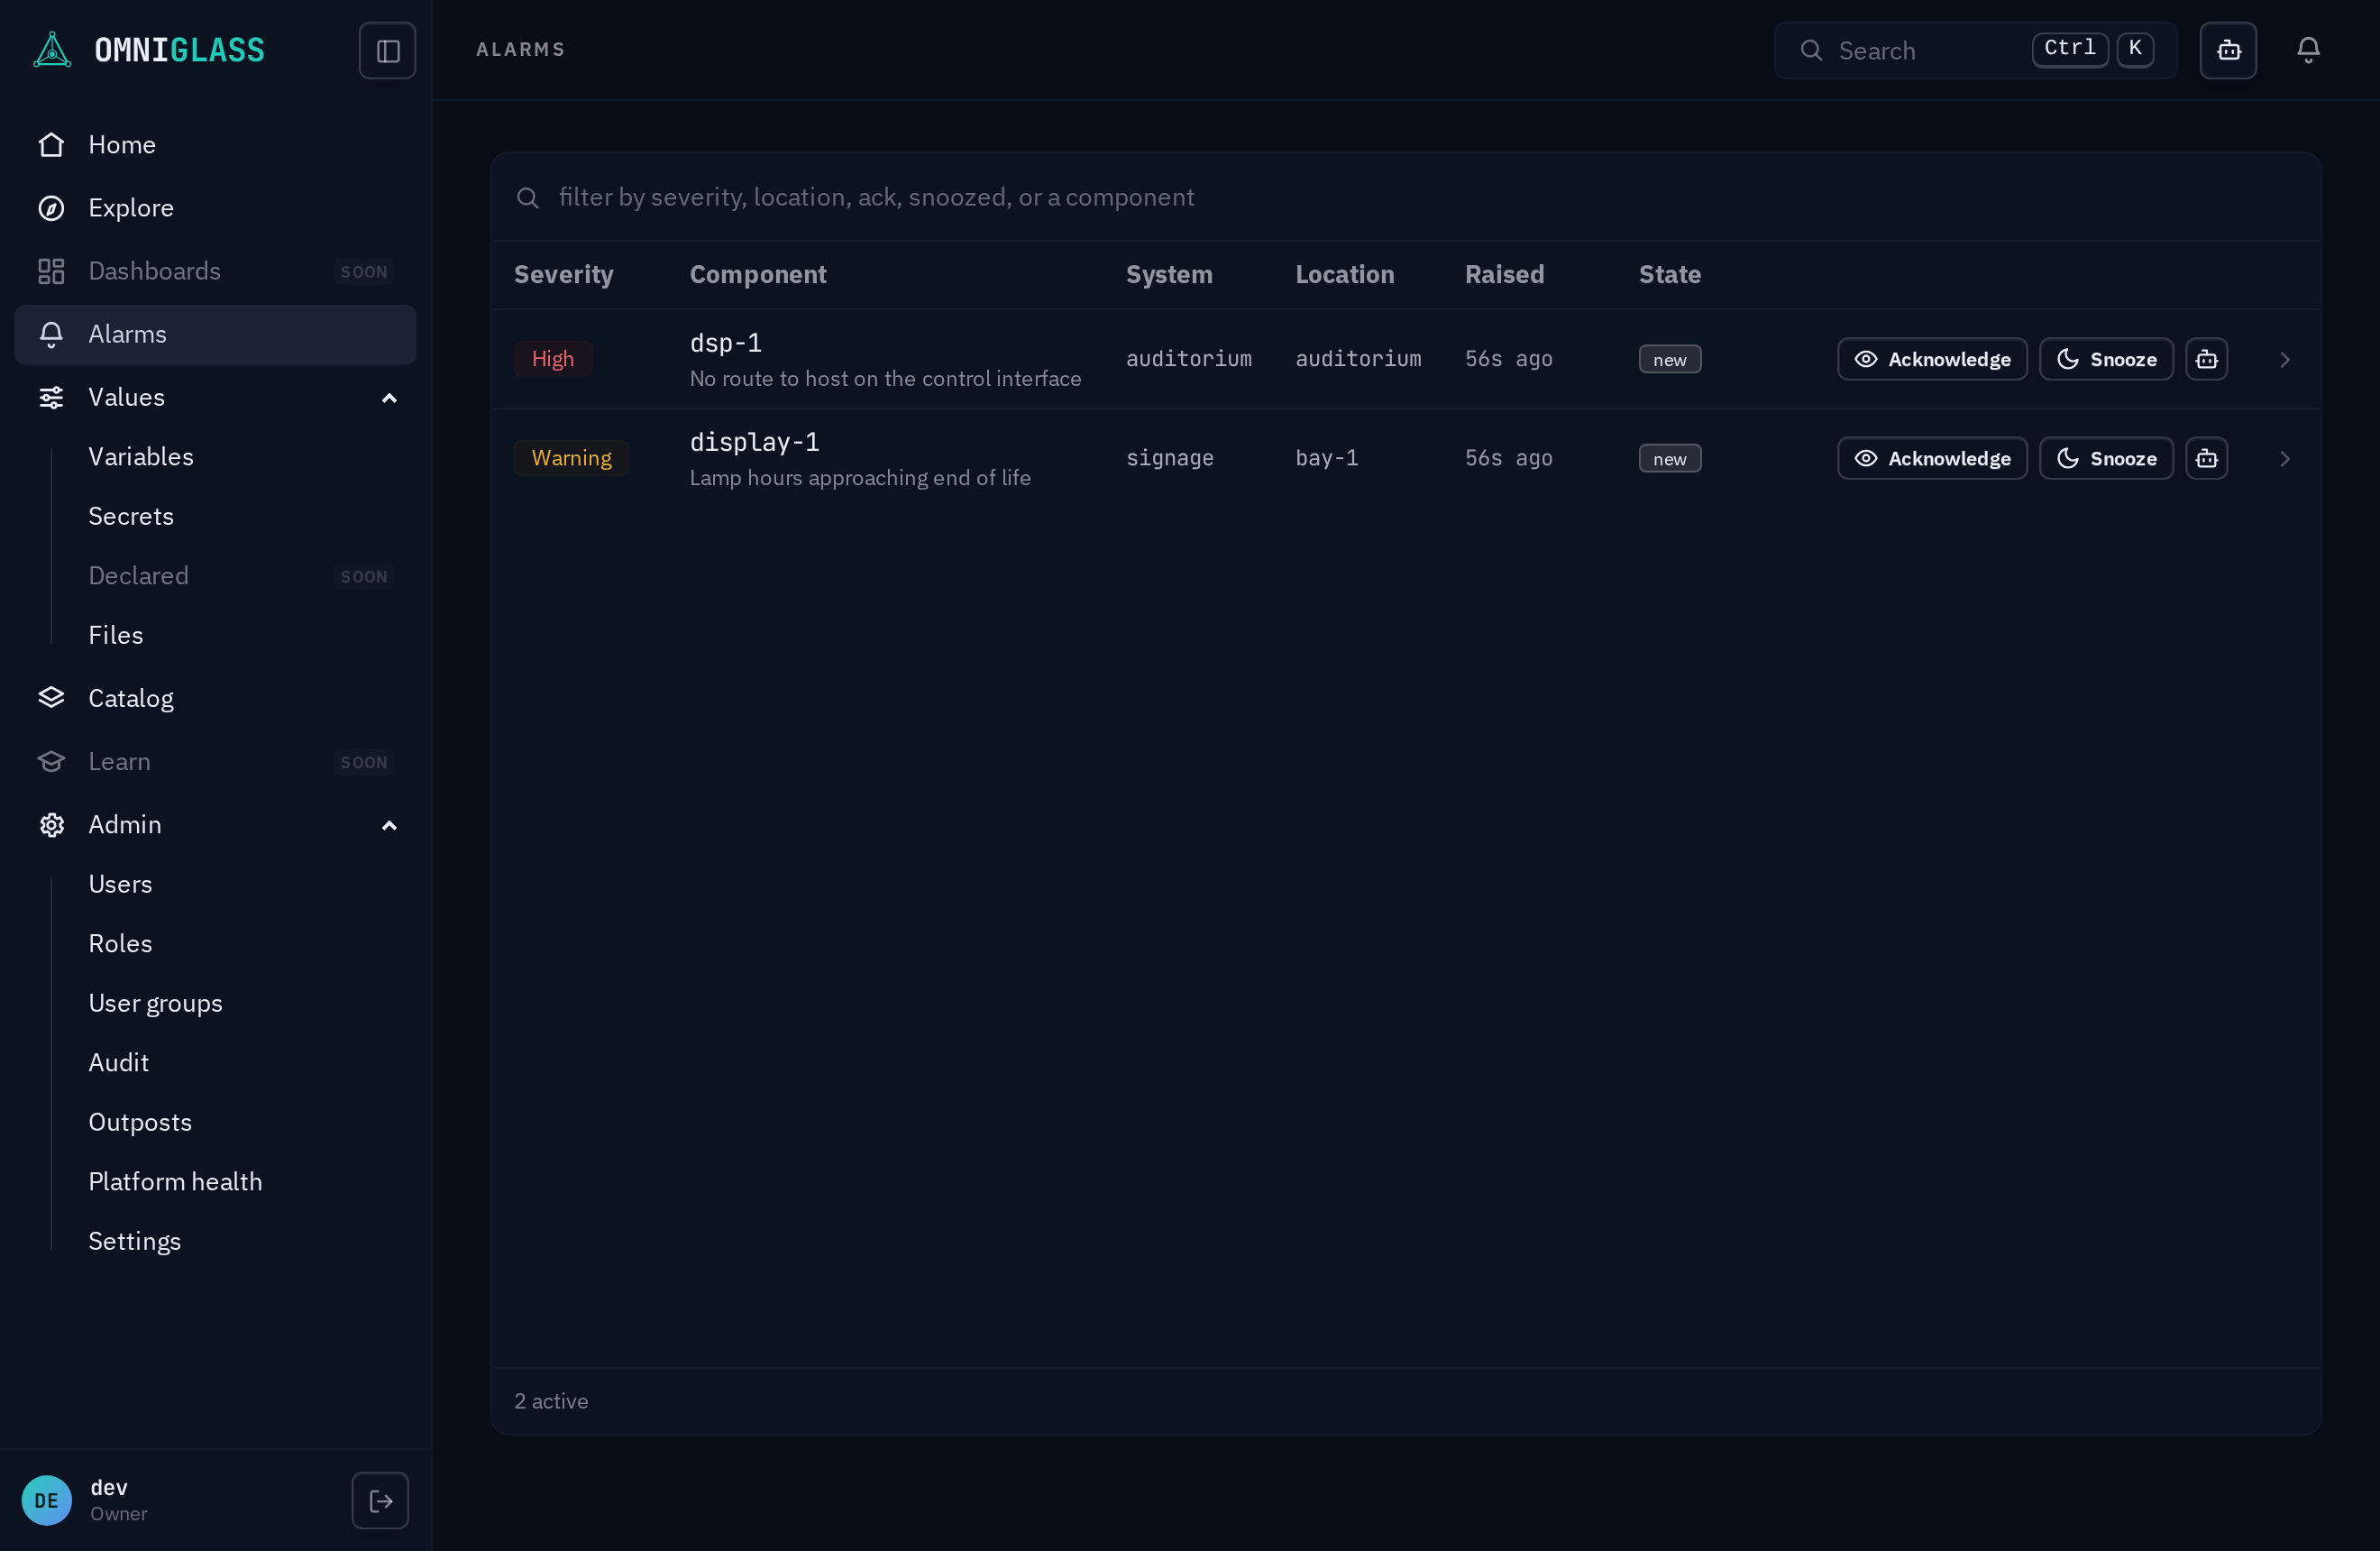 OMNIGLASS
ALARMS
Search
Ctrl K
Home
Explore
Dashboards SOON
Alarms
Values
Variables
Secrets
Declared SOON
Files
Catalog
Learn SOON
Admin
Users
Roles
User groups
Audit
Outposts
Platform health
Settings
DE
dev
Owner
filter by severity, location, ack, snoozed, or a component
Severity Component System Location Raised State
High dsp-1 auditorium auditorium 56s ago new Acknowledge Snooze
No route to host on the control interface
Warning display-1 signage bay-1 56s ago new Acknowledge Snooze
Lamp hours approaching end of life
2 active